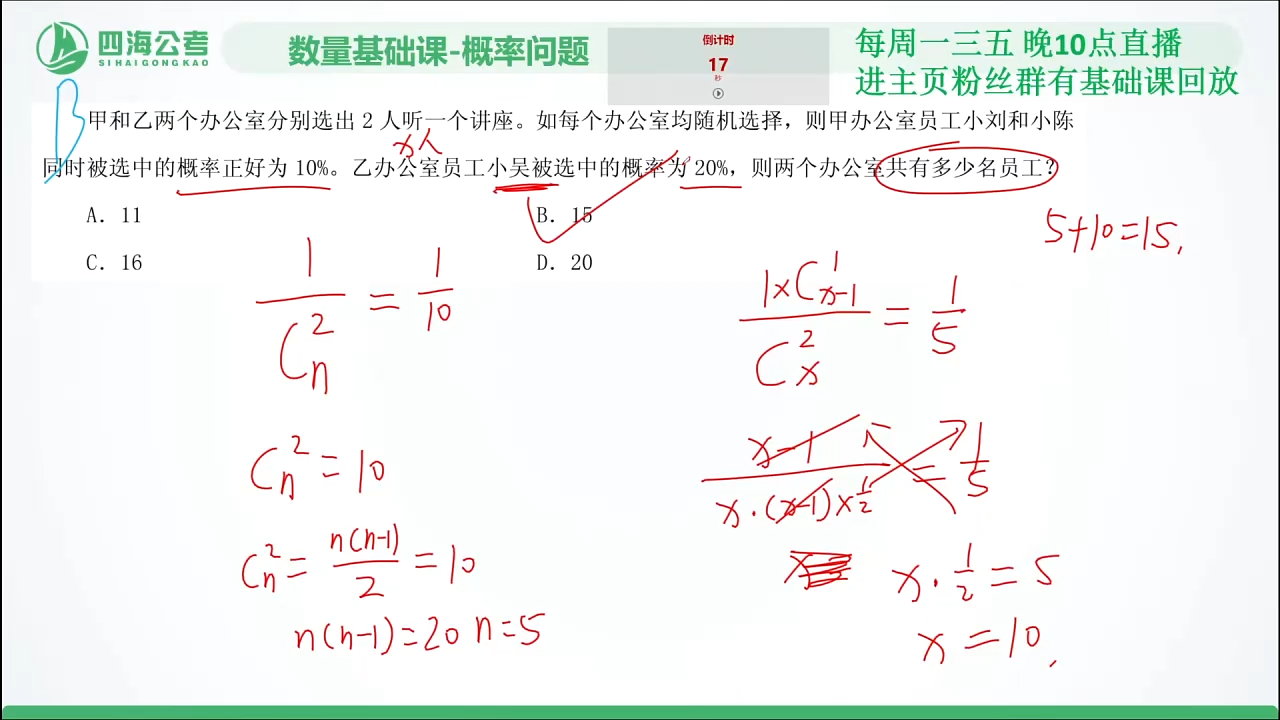 四海公考
SIHAIGONGKAO
数量基础课-概率问题
倒计时
17
秒
每周一三五 晚10点直播
进主页粉丝群有基础课回放
B
甲和乙两个办公室分别选出 2 人听一个讲座。如每个办公室均随机选择，则甲办公室员工小刘和小陈
x人
同时被选中的概率正好为 10%。乙办公室员工小吴被选中的概率为 20%，则两个办公室共有多少名员工？
A. 11
B. 15
C. 16
D. 20
5+10=15.
1/C_n^2 = 1/10
C_n^2 = 10
C_n^2 = n(n-1)/2 = 10
n(n-1)=20 n=5
1×C_{x-1}^1/C_x^2 = 1/5
x-1/x·(x-1)×1/2 = 1/5
x·1/2 = 5
x = 10,